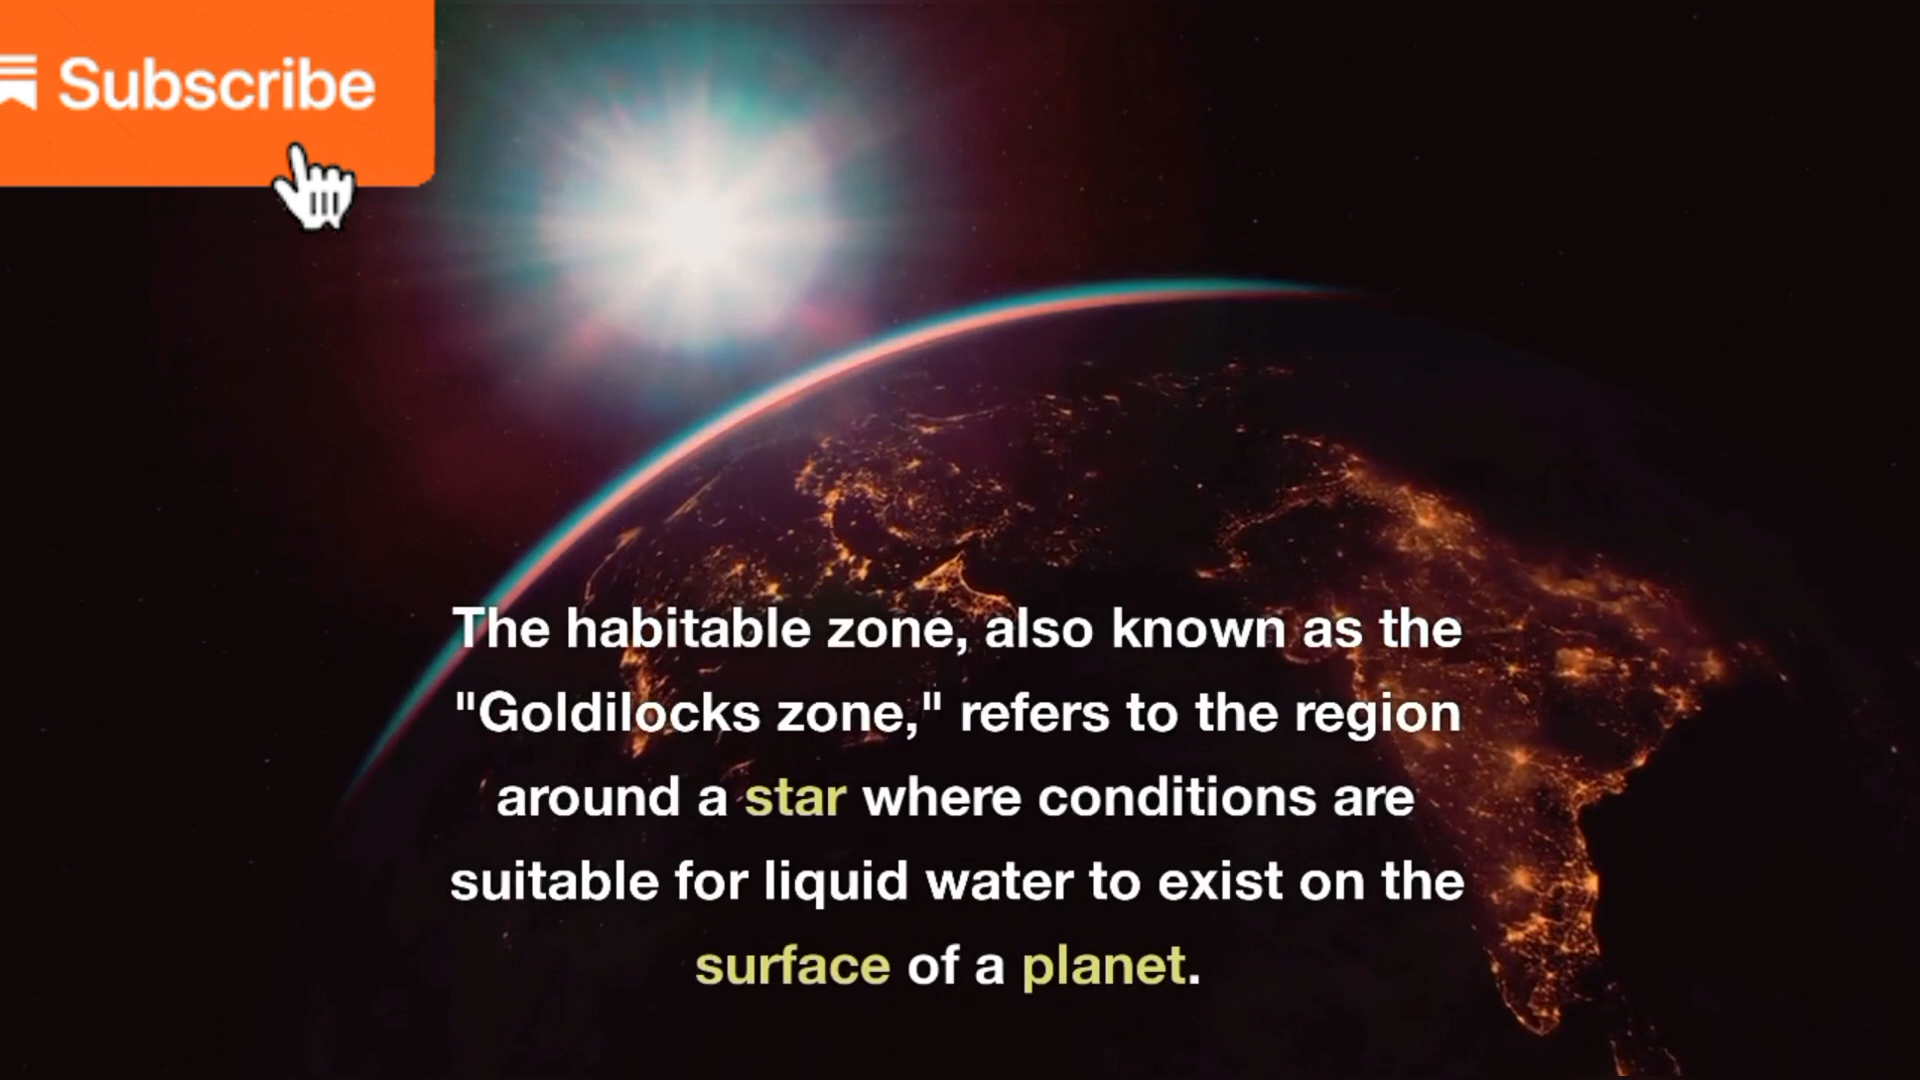 Subscribe
The habitable zone, also known as the
"Goldilocks zone," refers to the region
around a star where conditions are
suitable for liquid water to exist on the
surface of a planet.